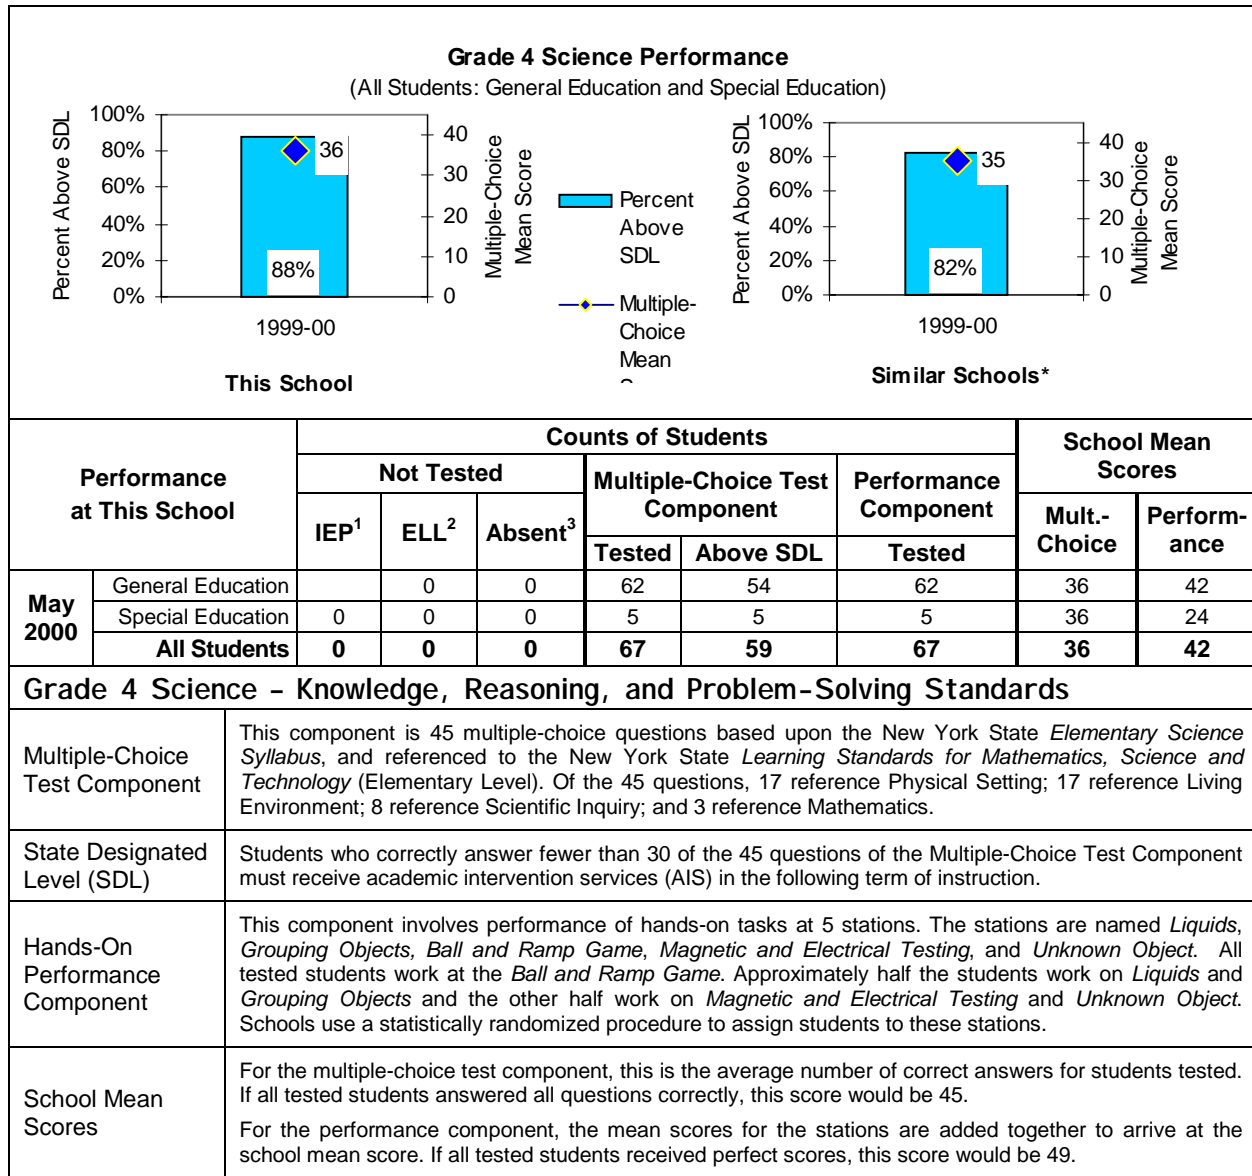 Grade 4 Science Performance
(All Students: General Education and Special Education)
Percent Above SDL
100%
80%
60%
40%
20%
0%
36
88%
40
30
20
10
0
Multiple-Choice
Mean Score
1999-00
This School
Percent
Above
SDL
Multiple-
Choice
Mean
Percent Above SDL
100%
80%
60%
40%
20%
0%
35
82%
40
30
20
10
0
Multiple-Choice
Mean Score
1999-00
Similar Schools*
Performance
at This School
Counts of Students
School Mean
Scores
Not Tested
Multiple-Choice Test
Component
Performance
Component
IEP1 ELL2 Absent3
Tested Above SDL Tested
Mult.-
Choice
Perform-
ance
May
2000
General Education 0 0 62 54 62 36 42
Special Education 0 0 0 5 5 5 36 24
All Students 0 0 0 67 59 67 36 42
Grade 4 Science – Knowledge, Reasoning, and Problem-Solving Standards
Multiple-Choice
Test Component
This component is 45 multiple-choice questions based upon the New York State Elementary Science
Syllabus, and referenced to the New York State Learning Standards for Mathematics, Science and
Technology (Elementary Level). Of the 45 questions, 17 reference Physical Setting; 17 reference Living
Environment; 8 reference Scientific Inquiry; and 3 reference Mathematics.
State Designated
Level (SDL)
Students who correctly answer fewer than 30 of the 45 questions of the Multiple-Choice Test Component
must receive academic intervention services (AIS) in the following term of instruction.
Hands-On
Performance
Component
This component involves performance of hands-on tasks at 5 stations. The stations are named Liquids,
Grouping Objects, Ball and Ramp Game, Magnetic and Electrical Testing, and Unknown Object. All
tested students work at the Ball and Ramp Game. Approximately half the students work on Liquids and
Grouping Objects and the other half work on Magnetic and Electrical Testing and Unknown Object.
Schools use a statistically randomized procedure to assign students to these stations.
School Mean
Scores
For the multiple-choice test component, this is the average number of correct answers for students tested.
If all tested students answered all questions correctly, this score would be 45.
For the performance component, the mean scores for the stations are added together to arrive at the
school mean score. If all tested students received perfect scores, this score would be 49.